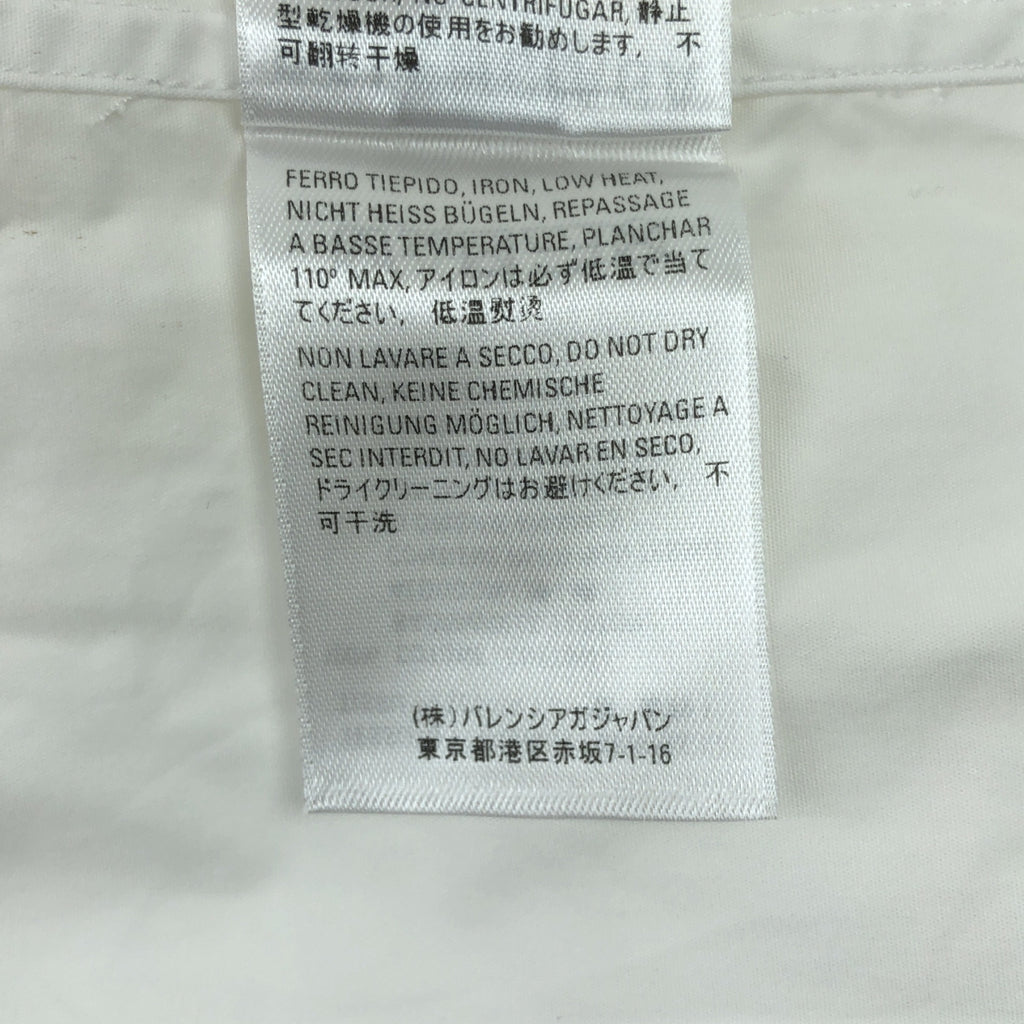 CENTRIFUGAR, 静止
型乾燥機の使用をお勧めします, 不
可翻转干燥
FERRO TIEPIDO, IRON, LOW HEAT,
NICHT HEISS BÜGELN, REPASSAGE
A BASSE TEMPERATURE, PLANCHAR
110º MAX, アイロンは必ず低温で当て
てください, 低温熨烫
NON LAVARE A SECCO, DO NOT DRY
CLEAN, KEINE CHEMISCHE
REINIGUNG MÖGLICH, NETTOYAGE A
SEC INTERDIT, NO LAVAR EN SECO,
ドライクリーニングはお避けください, 不
可干洗
(株)バレンシアガジャパン
東京都港区赤坂7-1-16